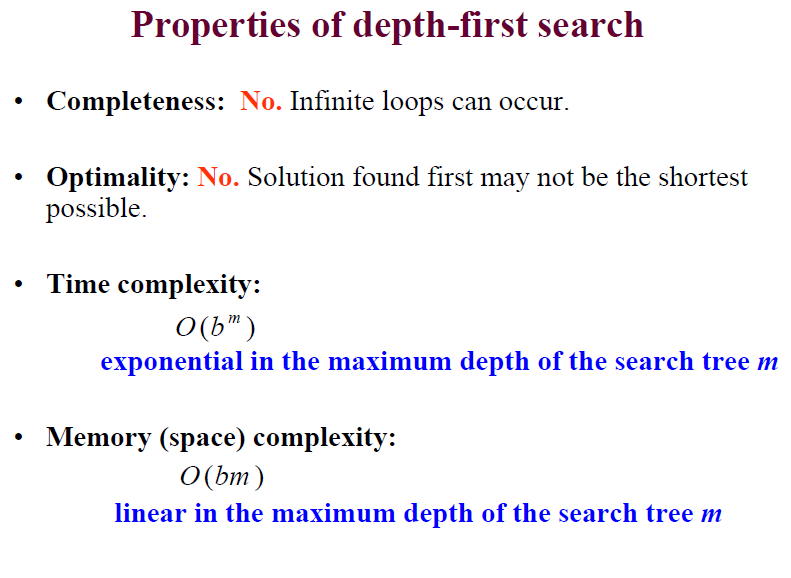 Properties of depth-first search
• Completeness: No. Infinite loops can occur.
• Optimality: No. Solution found first may not be the shortest
possible.
• Time complexity:
O(b^m)
exponential in the maximum depth of the search tree m
• Memory (space) complexity:
O(bm)
linear in the maximum depth of the search tree m